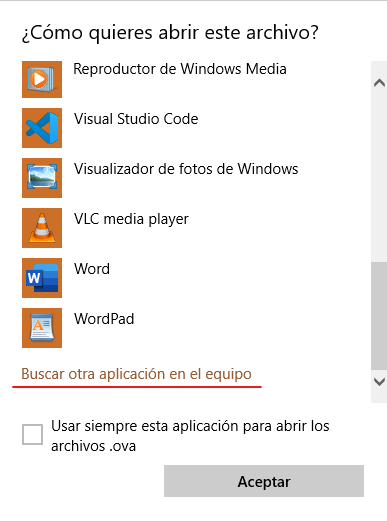 ¿Cómo quieres abrir este archivo?
Reproductor de Windows Media
Visual Studio Code
Visualizador de fotos de Windows
VLC media player
Word
WordPad
Buscar otra aplicación en el equipo
Usar siempre esta aplicación para abrir los
archivos .ova
Aceptar